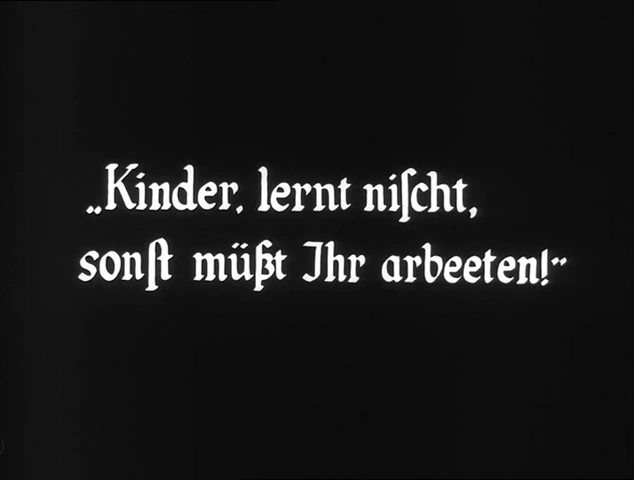 „Kinder, lernt niſcht,
sonſt müßt Ihr arbeeten!“